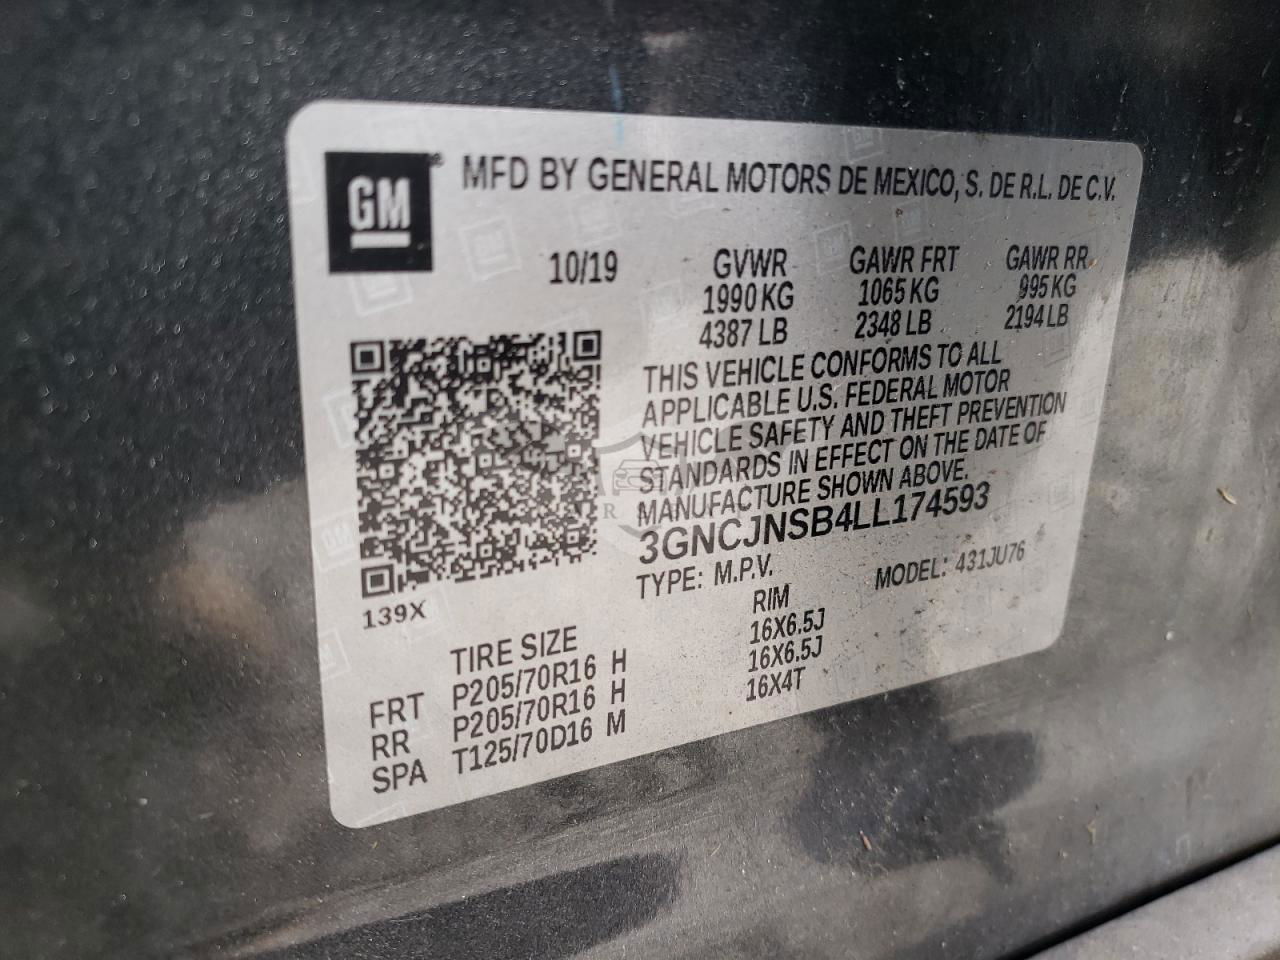 GM ® MFD BY GENERAL MOTORS DE MEXICO, S. DE R.L. DE C.V.
10/19 GVWR GAWR FRT GAWR RR
1990 KG 1065 KG 995 KG
4387 LB 2348 LB 2194 LB
THIS VEHICLE CONFORMS TO ALL
APPLICABLE U.S. FEDERAL MOTOR
VEHICLE SAFETY AND THEFT PREVENTION
STANDARDS IN EFFECT ON THE DATE OF
MANUFACTURE SHOWN ABOVE.
3GNCJNSB4LL174593
TYPE: M.P.V. MODEL: 431JU76
139X
TIRE SIZE RIM
FRT P205/70R16 H 16X6.5J
RR P205/70R16 H 16X6.5J
SPA T125/70D16 M 16X4T